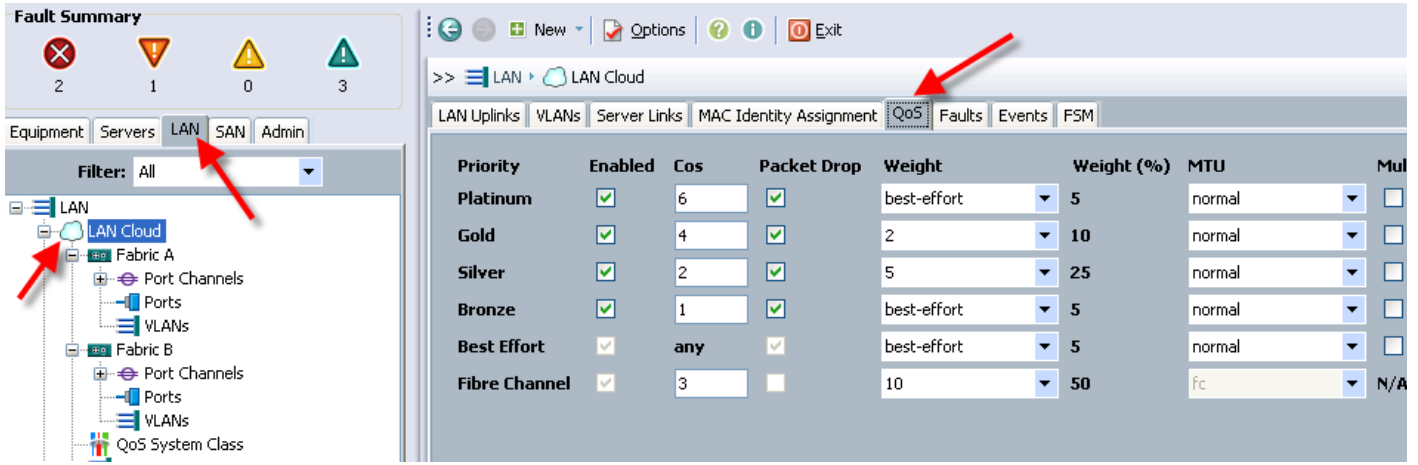 Fault Summary
2 1 0 3
Equipment Servers LAN SAN Admin
Filter: All
LAN
LAN Cloud
Fabric A
Port Channels
Ports
VLANs
Fabric B
Port Channels
Ports
VLANs
QoS System Class
New Options ? i Exit
>> LAN LAN Cloud
LAN Uplinks VLANs Server Links MAC Identity Assignment QoS Faults Events FSM
Priority Enabled Cos Packet Drop Weight Weight (%) MTU Mul
Platinum 6 best-effort 5 normal
Gold 4 2 10 normal
Silver 2 5 25 normal
Bronze 1 best-effort 5 normal
Best Effort any best-effort 5 normal
Fibre Channel 3 10 50 fc N/A